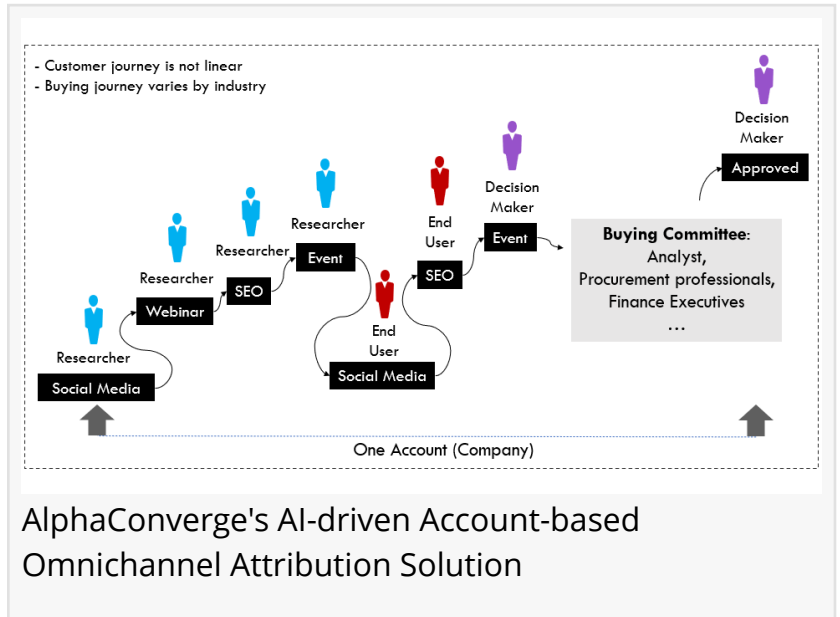 - Customer journey is not linear
- Buying journey varies by industry
Researcher
Social Media
Researcher
Webinar
Researcher
SEO
Researcher
Event
End
User
Social Media
End
User
SEO
Decision
Maker
Event
Buying Committee:
Analyst,
Procurement professionals,
Finance Executives
...
Decision
Maker
Approved
One Account (Company)
AlphaConverge's AI-driven Account-based
Omnichannel Attribution Solution